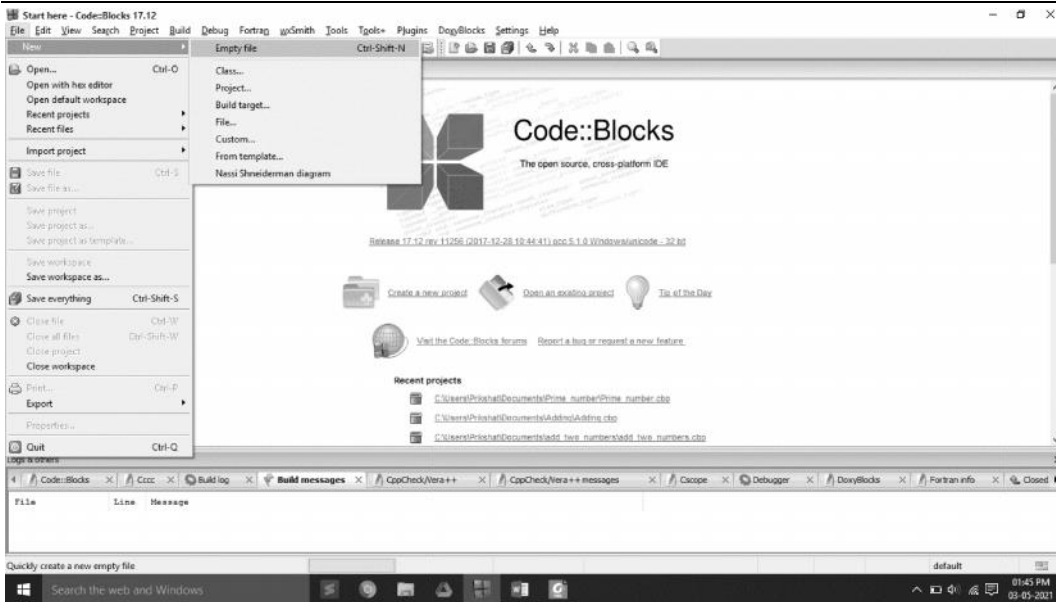 Start here - Code::Blocks 17.12
File Edit View Search Project Build Debug Fortran wxSmith Tools Tools+ Plugins DoxyBlocks Settings Help
New
Empty file Ctrl-Shift-N
Class...
Project...
Build target...
File...
Custom...
From template...
Nassi Shneiderman diagram
Open... Ctrl-O
Open with hex editor
Open default workspace
Recent projects
Recent files
Import project
Save file Ctrl-S
Save file as...
Save project
Save project as...
Save project as template...
Save workspace
Save workspace as...
Save everything Ctrl-Shift-S
Close file Ctrl-W
Close all files Ctrl-Shift-W
Close project
Close workspace
Print... Ctrl-P
Export
Properties...
Quit Ctrl-Q
Code::Blocks
The open source, cross-platform IDE
Release 17.12 rev 11256 (2017-12-28 10:44:41) gcc 5.1.0 Windows/unicode - 32 bit
Create a new project Open an existing project Tip of the Day
Visit the Code::Blocks forums Report a bug or request a new feature
Recent projects
C:\Users\Prikshat\Documents\Prime_number\Prime_number.cbp
C:\Users\Prikshat\Documents\Adding\Adding.cbp
C:\Users\Prikshat\Documents\add_two_numbers\add_two_numbers.cbp
Logs & others
Code::Blocks Cccc Build log Build messages CppCheck/Vera++ CppCheck/Vera++ messages Cscope Debugger DoxyBlocks Fortran info Closed
File Line Message
Quickly create a new empty file default
Search the web and Windows
01:45 PM
03-05-2021